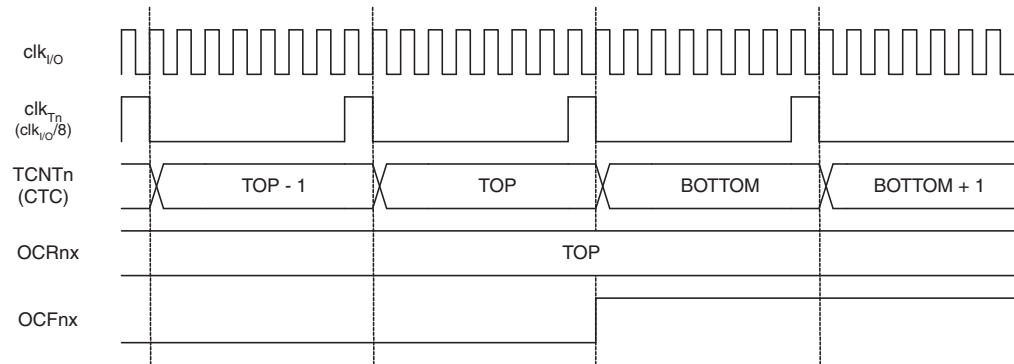 clkI/O
clkTn
(clkI/O/8)
TCNTn
(CTC)
TOP - 1
TOP
BOTTOM
BOTTOM + 1
OCRnx
TOP
OCFnx